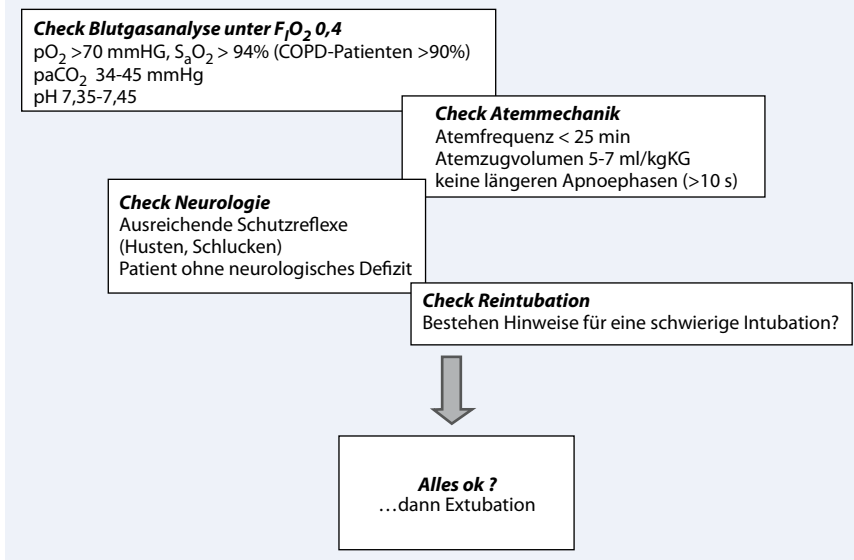 Check Blutgasanalyse unter FIO2 0,4
pO2 >70 mmHG, SaO2 > 94% (COPD-Patienten >90%)
paCO2 34-45 mmHg
pH 7,35-7,45
Check Atemmechanik
Atemfrequenz < 25 min
Atemzugvolumen 5-7 ml/kgKG
keine längeren Apnoephasen (>10 s)
Check Neurologie
Ausreichende Schutzreflexe
(Husten, Schlucken)
Patient ohne neurologisches Defizit
Check Reintubation
Bestehen Hinweise für eine schwierige Intubation?
Alles ok ?
…dann Extubation